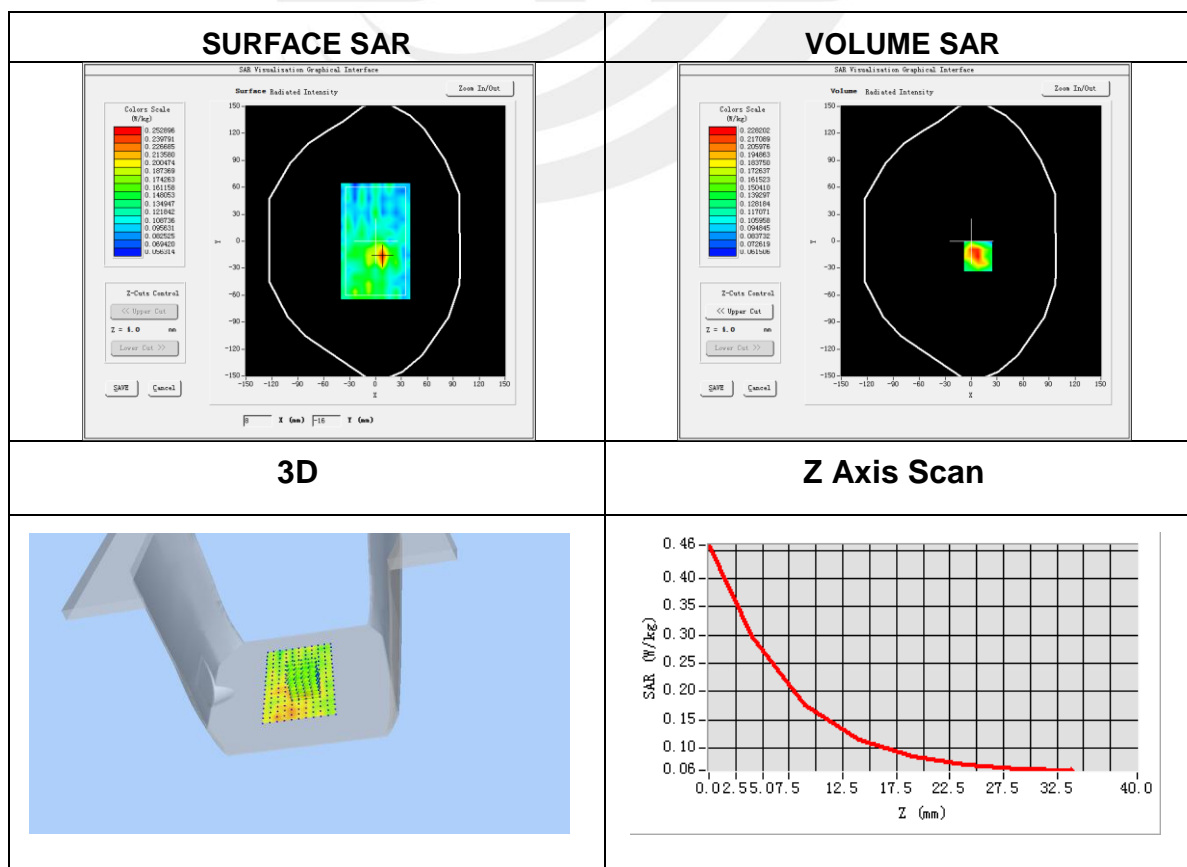 SURFACE SAR
SAR Visualisation Graphical Interface
Surface Radiated Intensity
Zoom In/Out
Colors Scale
(W/kg)
0.252896
0.239791
0.226685
0.213580
0.200474
0.187369
0.174263
0.161158
0.148053
0.134947
0.121842
0.108736
0.095631
0.082525
0.069420
0.056314
Z-Cuts Control
<< Upper Cut
Z = mm
Lower Cut >>
SAVE Cancel
150
120
90
60
30
0
-30
-60
-90
-120
-150
Y
-150 -120 -90 -60 -30 0 30 60 90 120 150
X
8 X (mm) -16 Y (mm)
VOLUME SAR
SAR Visualisation Graphical Interface
Volume Radiated Intensity
Zoom In/Out
Colors Scale
(W/kg)
0.228202
0.217089
0.205976
0.194863
0.183750
0.172637
0.161523
0.150410
0.139297
0.128184
0.117071
0.105958
0.094845
0.083732
0.072619
0.061506
Z-Cuts Control
<< Upper Cut
Z = mm
Lower Cut >>
SAVE Cancel
150
120
90
60
30
0
-30
-60
-90
-120
-150
Y
-150 -120 -90 -60 -30 0 30 60 90 120 150
X
3D
Z Axis Scan
0.46
0.40
0.35
0.30
0.25
0.20
0.15
0.10
0.06
SAR (W/kg)
0.0 2.5 5.0 7.5 12.5 17.5 22.5 27.5 32.5 40.0
Z (mm)